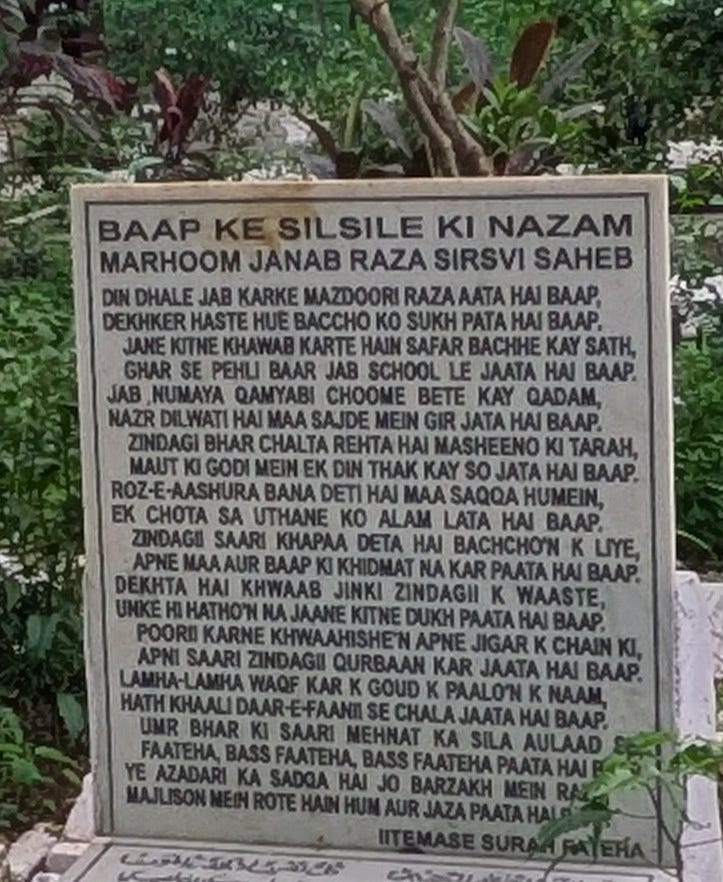 BAAP KE SILSILE KI NAZAM
MARHOOM JANAB RAZA SIRSVI SAHEB
DIN DHALE JAB KARKE MAZDOORI RAZA AATA HAI BAAP,
DEKHKER HASTE HUE BACCHO KO SUKH PATA HAI BAAP.
JANE KITNE KHAWAB KARTE HAIN SAFAR BACHHE KAY SATH,
GHAR SE PEHLI BAAR JAB SCHOOL LE JAATA HAI BAAP.
JAB NUMAYA QAMYABI CHOOME BETE KAY QADAM,
NAZR DILWATI HAI MAA SAJDE MEIN GIR JATA HAI BAAP.
ZINDAGI BHAR CHALTA REHTA HAI MASHEENO KI TARAH,
MAUT KI GODI MEIN EK DIN THAK KAY SO JATA HAI BAAP.
ROZ-E-AASHURA BANA DETI HAI MAA SAQQA HUMEIN,
EK CHOTA SA UTHANE KO ALAM LATA HAI BAAP.
ZINDAGII SAARI KHAPAA DETA HAI BACHCHO'N K LIYE,
APNE MAA AUR BAAP KI KHIDMAT NA KAR PAATA HAI BAAP.
DEKHTA HAI KHWAAB JINKI ZINDAGII K WAASTE,
UNKE HI HATHO'N NA JAANE KITNE DUKH PAATA HAI BAAP.
POORII KARNE KHWAAHISHE'N APNE JIGAR K CHAIN KI,
APNI SAARI ZINDAGII QURBAAN KAR JAATA HAI BAAP.
LAMHA-LAMHA WAQF KAR K GOUD K PAALO'N K NAAM,
HATH KHAALI DAAR-E-FAANII SE CHALA JAATA HAI BAAP.
UMR BHAR KI SAARI MEHNAT KA SILA AULAAD
FAATEHA, BASS FAATEHA, BASS FAATEHA PAATA HAI
YE AZADARI KA SADQA HAI JO BARZAKH MEIN
MAJLISON MEIN ROTE HAIN HUM AUR JAZA PAATA HAI
IITEMASE SURAH FATEHA